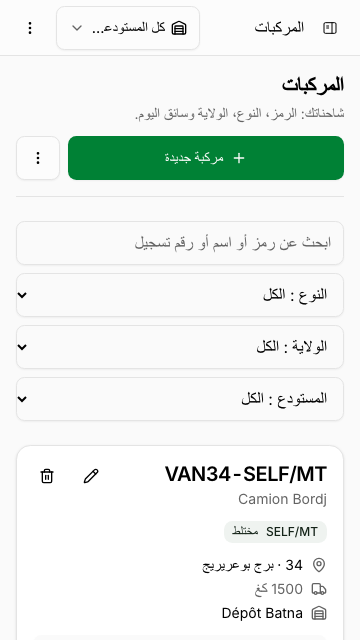 المركبات
كل المستودعـ...
المركبات
شاحناتك: الرمز، النوع، الولاية وسائق اليوم.
مركبة جديدة
ابحث عن رمز أو اسم أو رقم تسجيل
النوع : الكل
الولاية : الكل
المستودع : الكل
VAN34-SELF/MT
Camion Bordj
SELF/MT مختلط
34 · برج بوعريريج
1500 كغ
Dépôt Batna